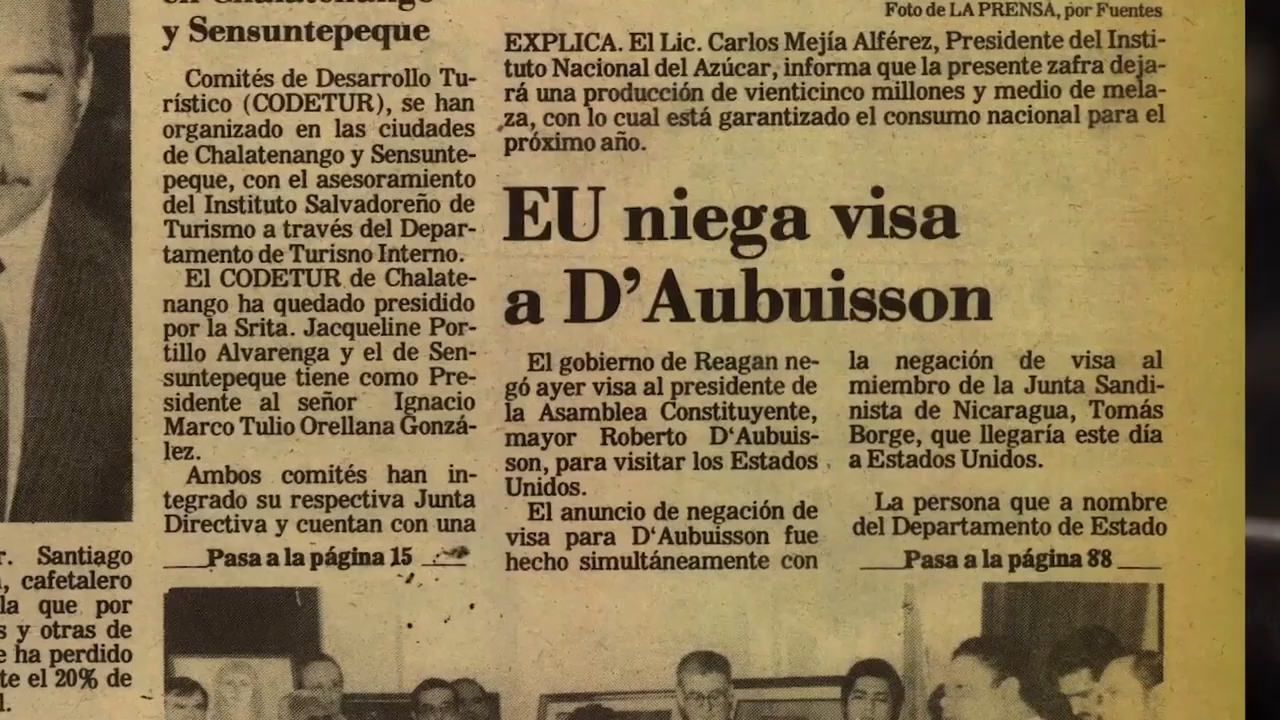 y Sensuntepeque
Comités de Desarrollo Tu-
rístico (CODETUR), se han
organizado en las ciudades
de Chalatenango y Sensunte-
peque, con el asesoramiento
del Instituto Salvadoreño de
Turismo a través del Depar-
tamento de Turisno Interno.
El CODETUR de Chalate-
nango ha quedado presidido
por la Srita. Jacqueline Por-
tillo Alvarenga y el de Sen-
suntepeque tiene como Pre-
sidente al señor Ignacio
Marco Tulio Orellana Gonzá-
lez.
Ambos comités han in-
tegrado su respectiva Junta
Directiva y cuentan con una
Pasa a la página 15
Foto de LA PRENSA, por Fuentes
EXPLICA. El Lic. Carlos Mejía Alférez, Presidente del Insti-
tuto Nacional del Azúcar, informa que la presente zafra deja-
rá una producción de vienticinco millones y medio de mela-
za, con lo cual está garantizado el consumo nacional para el
próximo año.
EU niega visa
a D'Aubuisson
El gobierno de Reagan ne-
gó ayer visa al presidente de
la Asamblea Constituyente,
mayor Roberto D'Aubuis-
son, para visitar los Estados
Unidos.
El anuncio de negación de
visa para D'Aubuisson fue
hecho simultáneamente con
la negación de visa al
miembro de la Junta Sandi-
nista de Nicaragua, Tomás
Borge, que llegaría este día
a Estados Unidos.
La persona que a nombre
del Departamento de Estado
Pasa a la página 88
r. Santiago
, cafetalero
la que por
s y otras de
e ha perdido
te el 20% de
l.